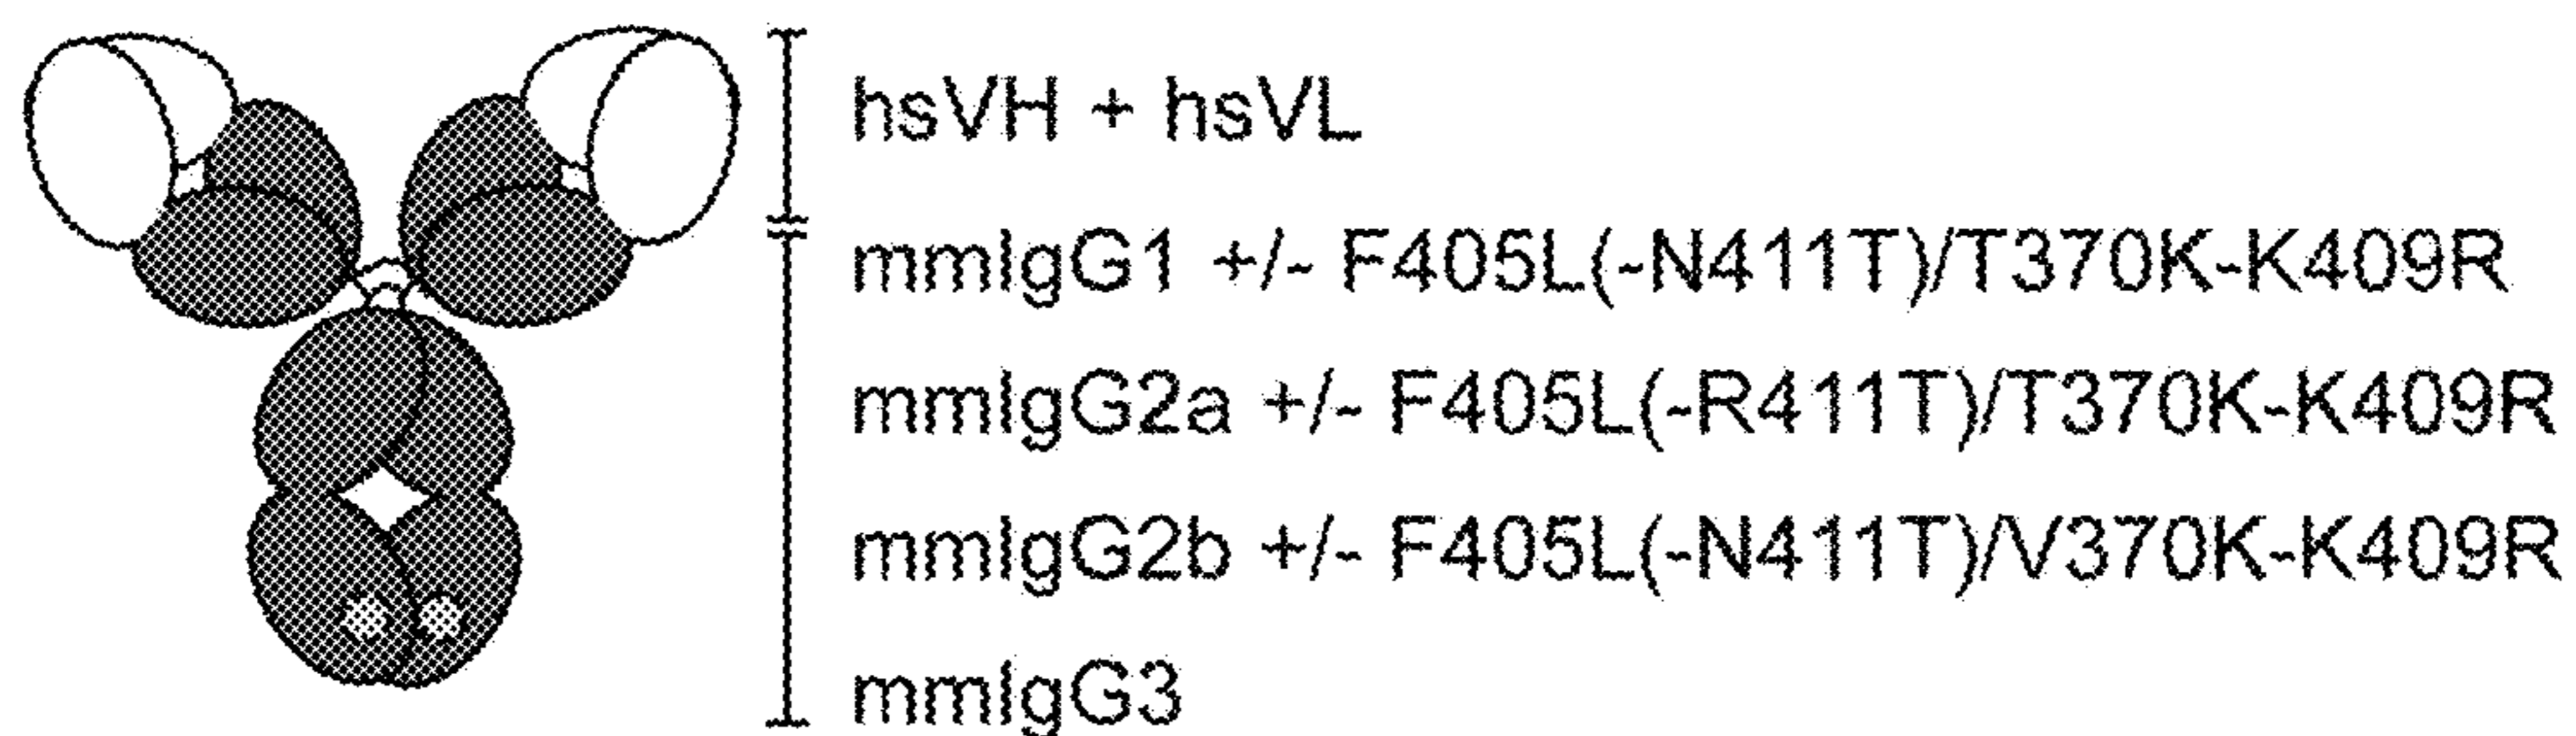 hsVH + hsVL
mmIgG1 +/- F405L(-N411T)/T370K-K409R
mmIgG2a +/- F405L(-R411T)/T370K-K409R
mmIgG2b +/- F405L(-N411T)/V370K-K409R
mmIgG3